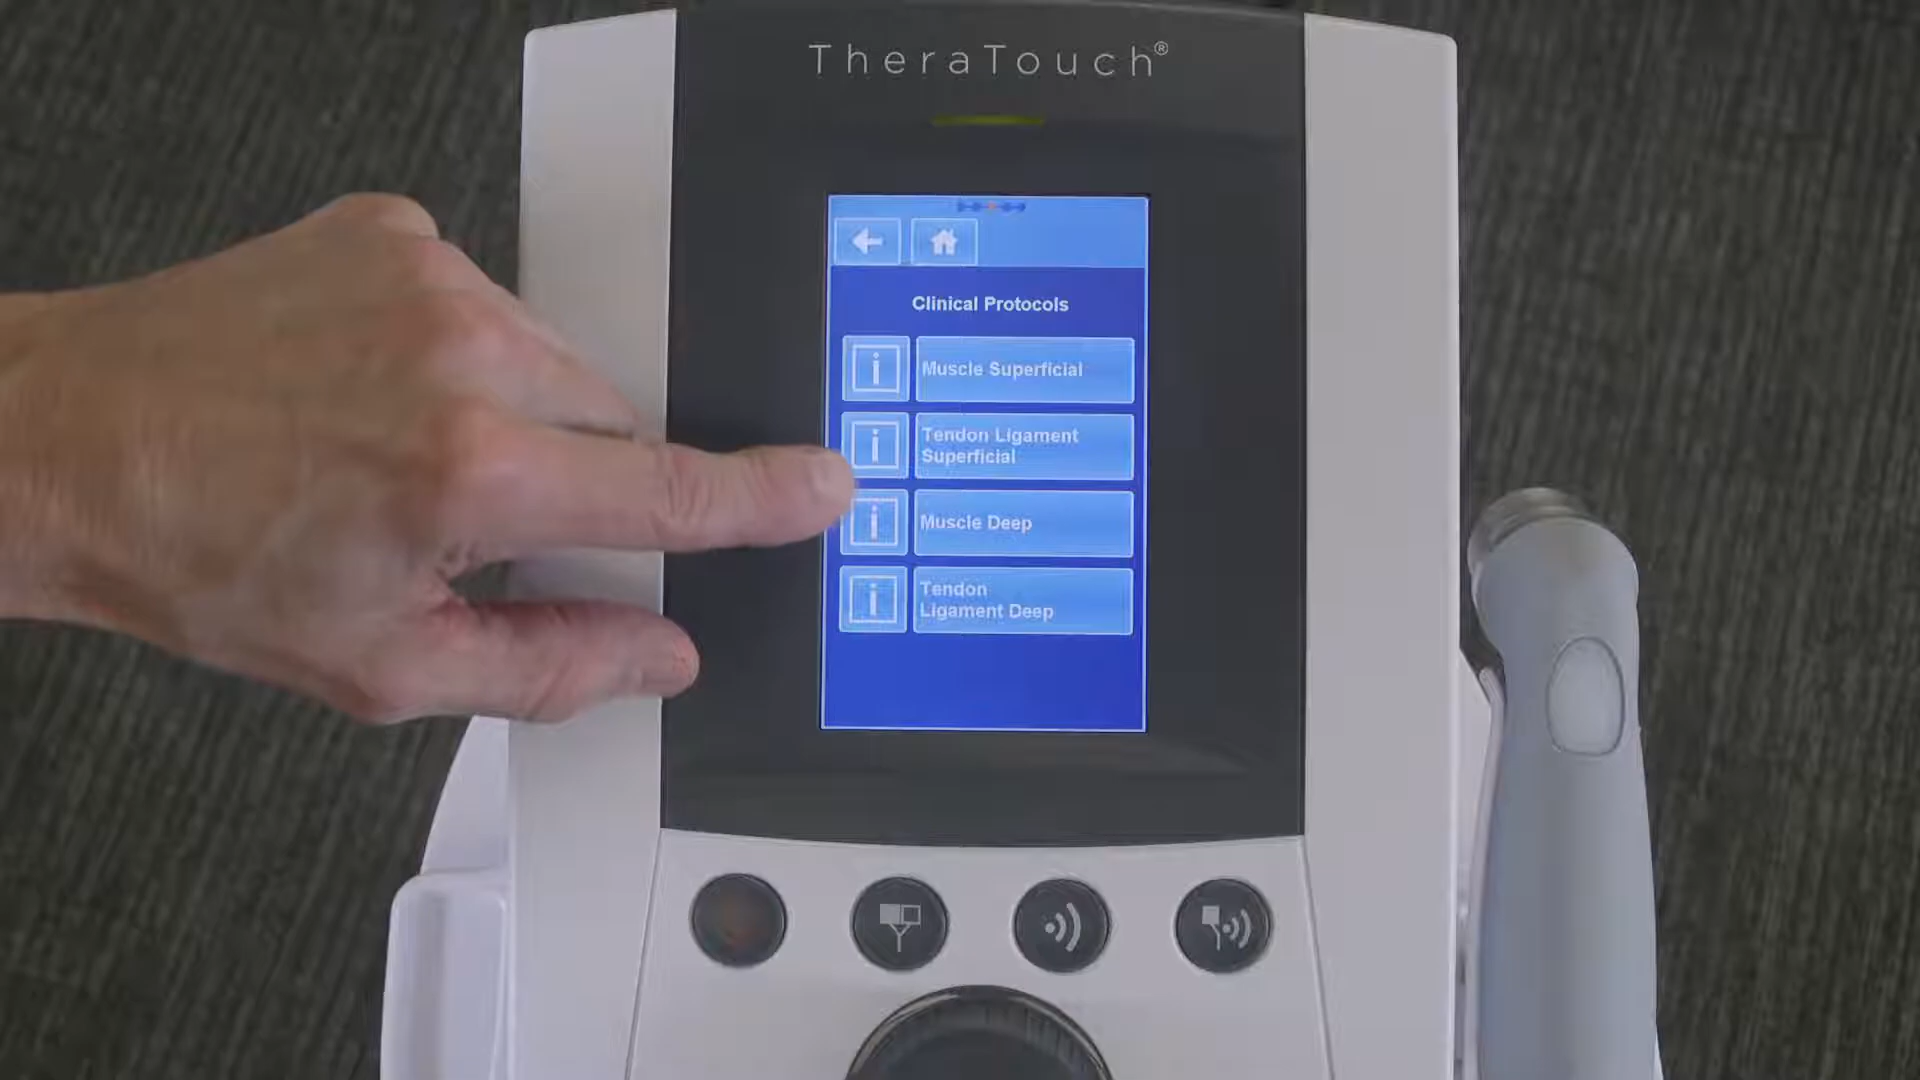 TheraTouch®
Clinical Protocols
i Muscle Superficial
i Tendon Ligament
Superficial
i Muscle Deep
i Tendon
Ligament Deep